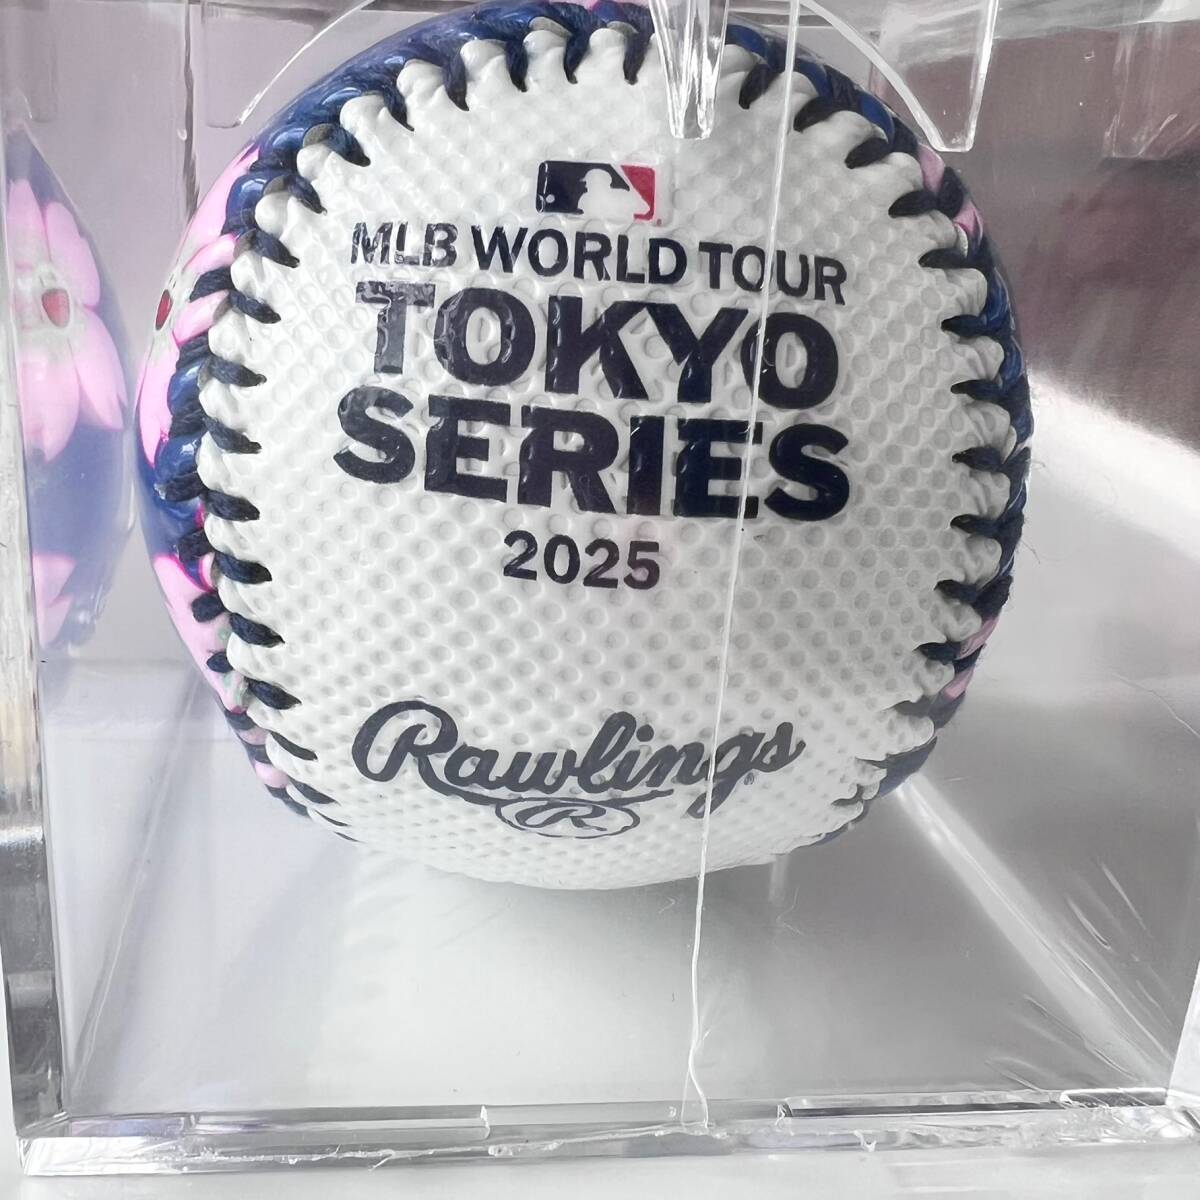 MLB WORLD TOUR
TOKYO
SERIES
2025
Rawlings
R